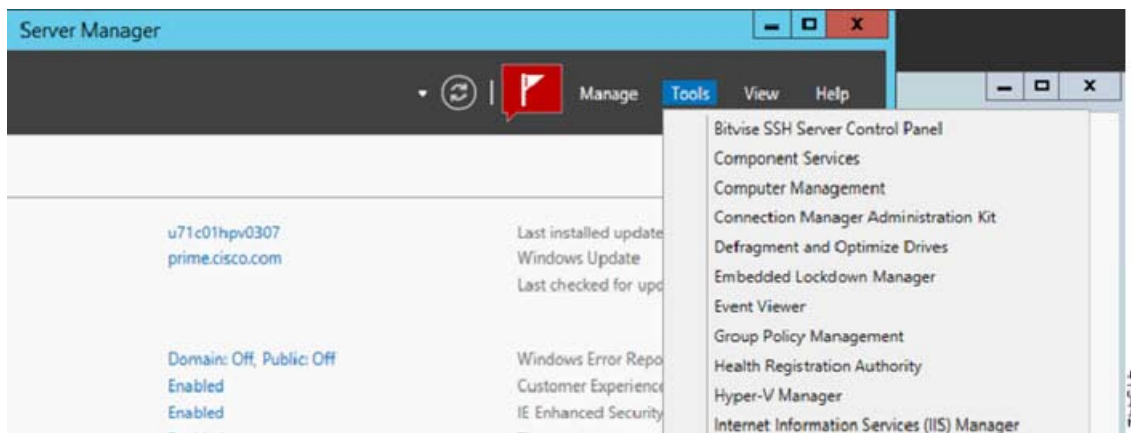 Server Manager
Manage Tools View Help
Bitvise SSH Server Control Panel
Component Services
Computer Management
Connection Manager Administration Kit
Defragment and Optimize Drives
Embedded Lockdown Manager
Event Viewer
Group Policy Management
Health Registration Authority
Hyper-V Manager
Internet Information Services (IIS) Manager
u71c01hpv0307 Last installed update
prime.cisco.com Windows Update
Last checked for upd
Domain: Off, Public: Off Windows Error Repo
Enabled Customer Experience
Enabled IE Enhanced Security